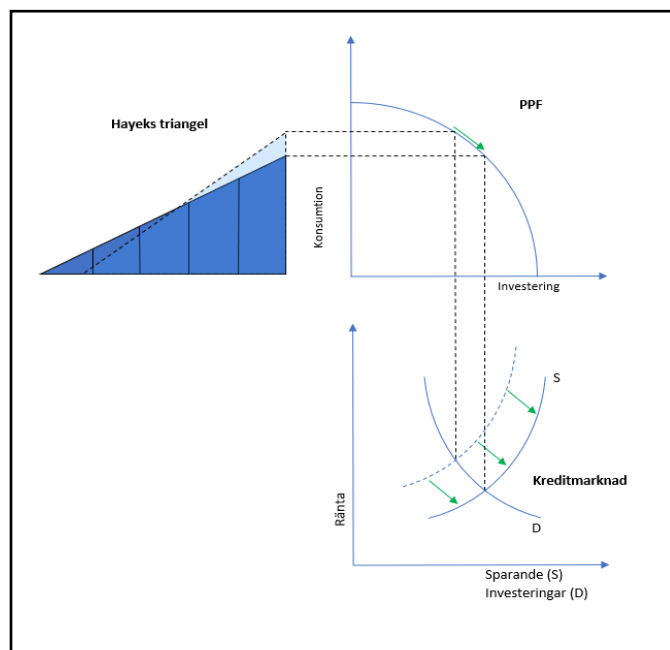 Hayeks triangel
PPF
Konsumtion
Investering
S
Kreditmarknad
Ränta
D
Sparande (S)
Investeringar (D)